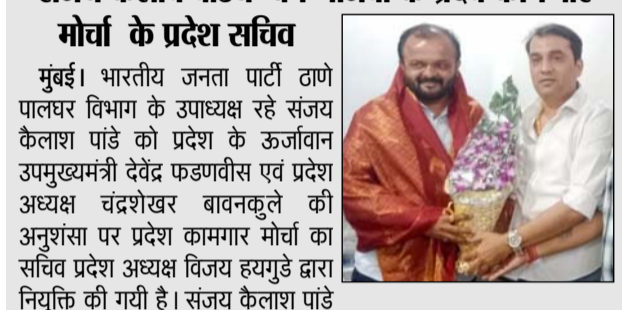 मोर्चा के प्रदेश सचिव
मुंबई। भारतीय जनता पार्टी ठाणे
पालघर विभाग के उपाध्यक्ष रहे संजय
कैलाश पांडे को प्रदेश के ऊर्जावान
उपमुख्यमंत्री देवेंद्र फडणवीस एवं प्रदेश
अध्यक्ष चंद्रशेखर बावनकुले की
अनुशंसा पर प्रदेश कामगार मोर्चा का
सचिव प्रदेश अध्यक्ष विजय हयगुडे द्वारा
नियुक्ति की गयी है। संजय कैलाश पांडे